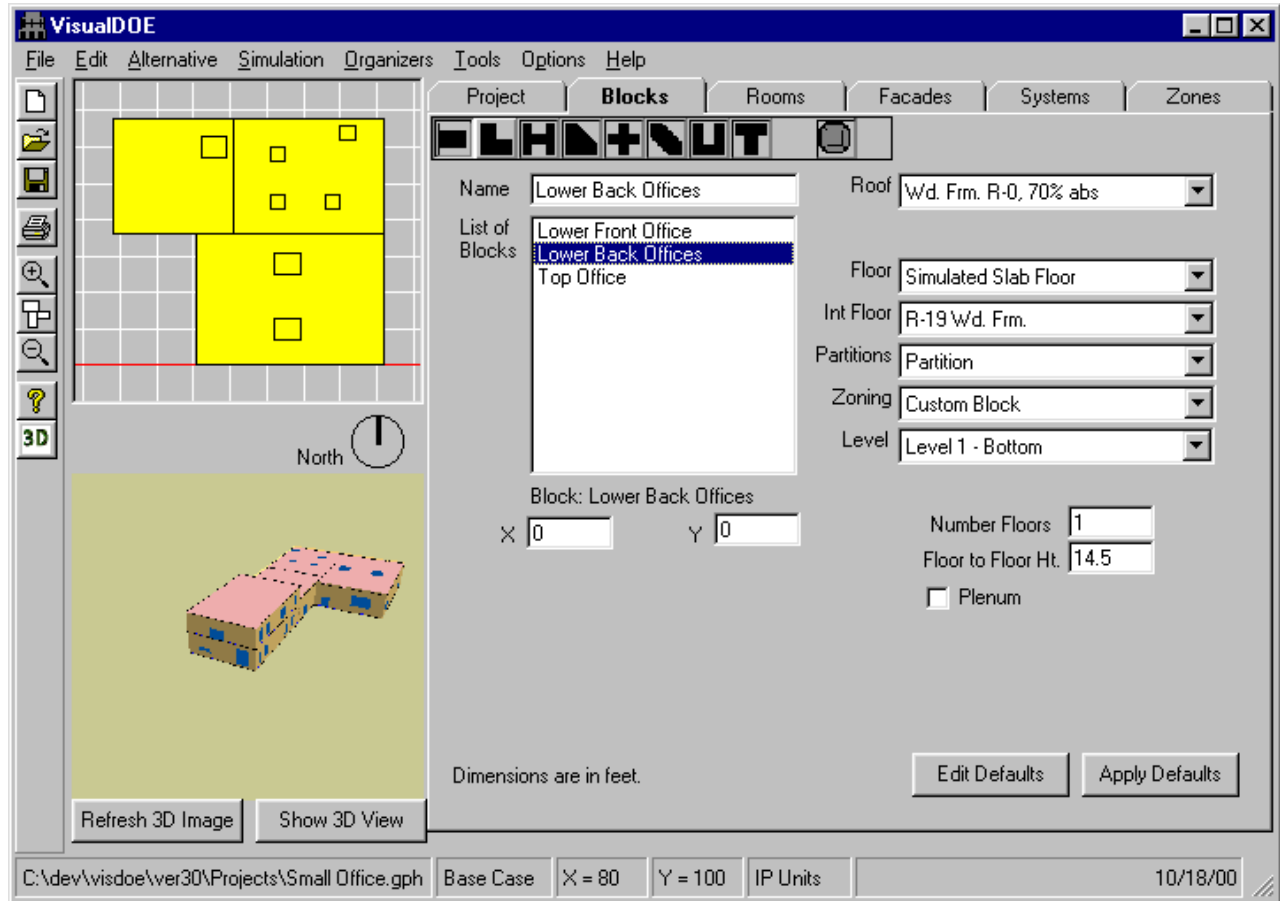 VisualDOE
File Edit Alternative Simulation Organizers Tools Options Help
Project Blocks Rooms Facades Systems Zones
Name Lower Back Offices
Roof Wd. Frm. R-0, 70% abs
List of Blocks
Lower Front Office
Lower Back Offices
Top Office
Floor Simulated Slab Floor
Int Floor R-19 Wd. Frm.
Partitions Partition
Zoning Custom Block
Level Level 1 - Bottom
3D
North
Block: Lower Back Offices
X 0 Y 0
Number Floors 1
Floor to Floor Ht. 14.5
Plenum
Dimensions are in feet.
Edit Defaults Apply Defaults
Refresh 3D Image Show 3D View
C:\dev\visdoe\ver30\Projects\Small Office.gph Base Case X = 80 Y = 100 IP Units 10/18/00